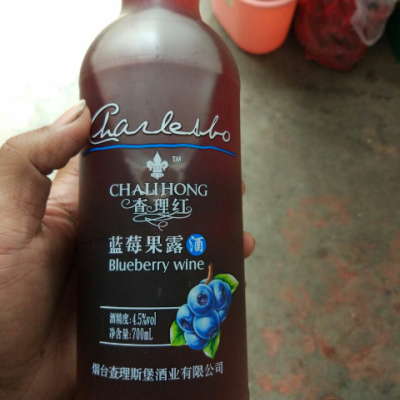 Charlesbo
TM
CHALIHONG
查理红
蓝莓果露酒
Blueberry wine
酒精度:4.5%vol
净含量:700mL
烟台查理斯堡酒业有限公司